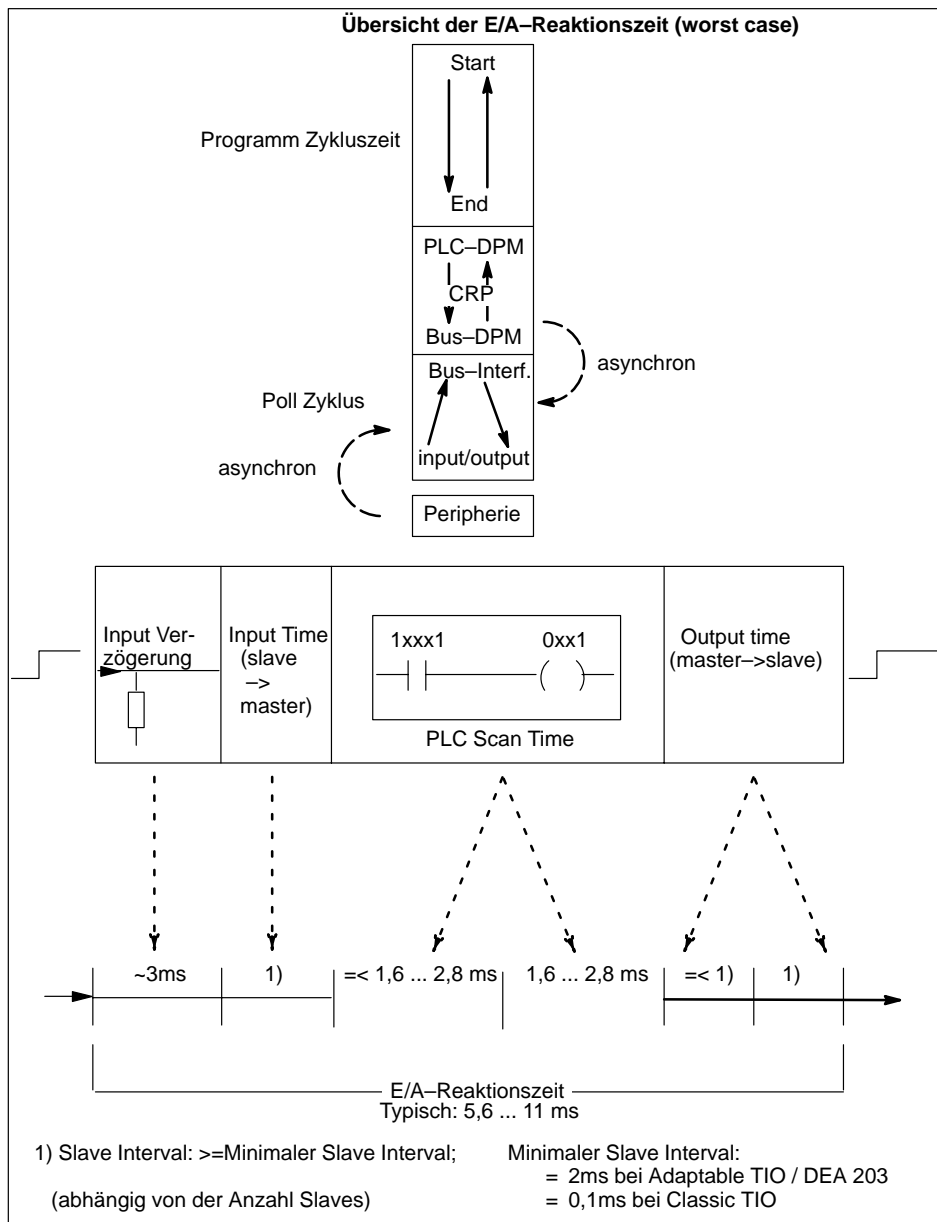 Übersicht der E/A–Reaktionszeit (worst case)
Start
Programm Zykluszeit
End
PLC–DPM
CRP
Bus–DPM
asynchron
Bus–Interf.
Poll Zyklus
asynchron
input/output
Peripherie
Input Ver-
zögerung
Input Time
(slave
–>
master)
1xxx1
0xx1
PLC Scan Time
Output time
(master–>slave)
~3ms
1)
=< 1,6 ... 2,8 ms
1,6 ... 2,8 ms
=< 1)
1)
E/A–Reaktionszeit
Typisch: 5,6 ... 11 ms
1) Slave Interval: >=Minimaler Slave Interval;
(abhängig von der Anzahl Slaves)
Minimaler Slave Interval:
= 2ms bei Adaptable TIO / DEA 203
= 0,1ms bei Classic TIO